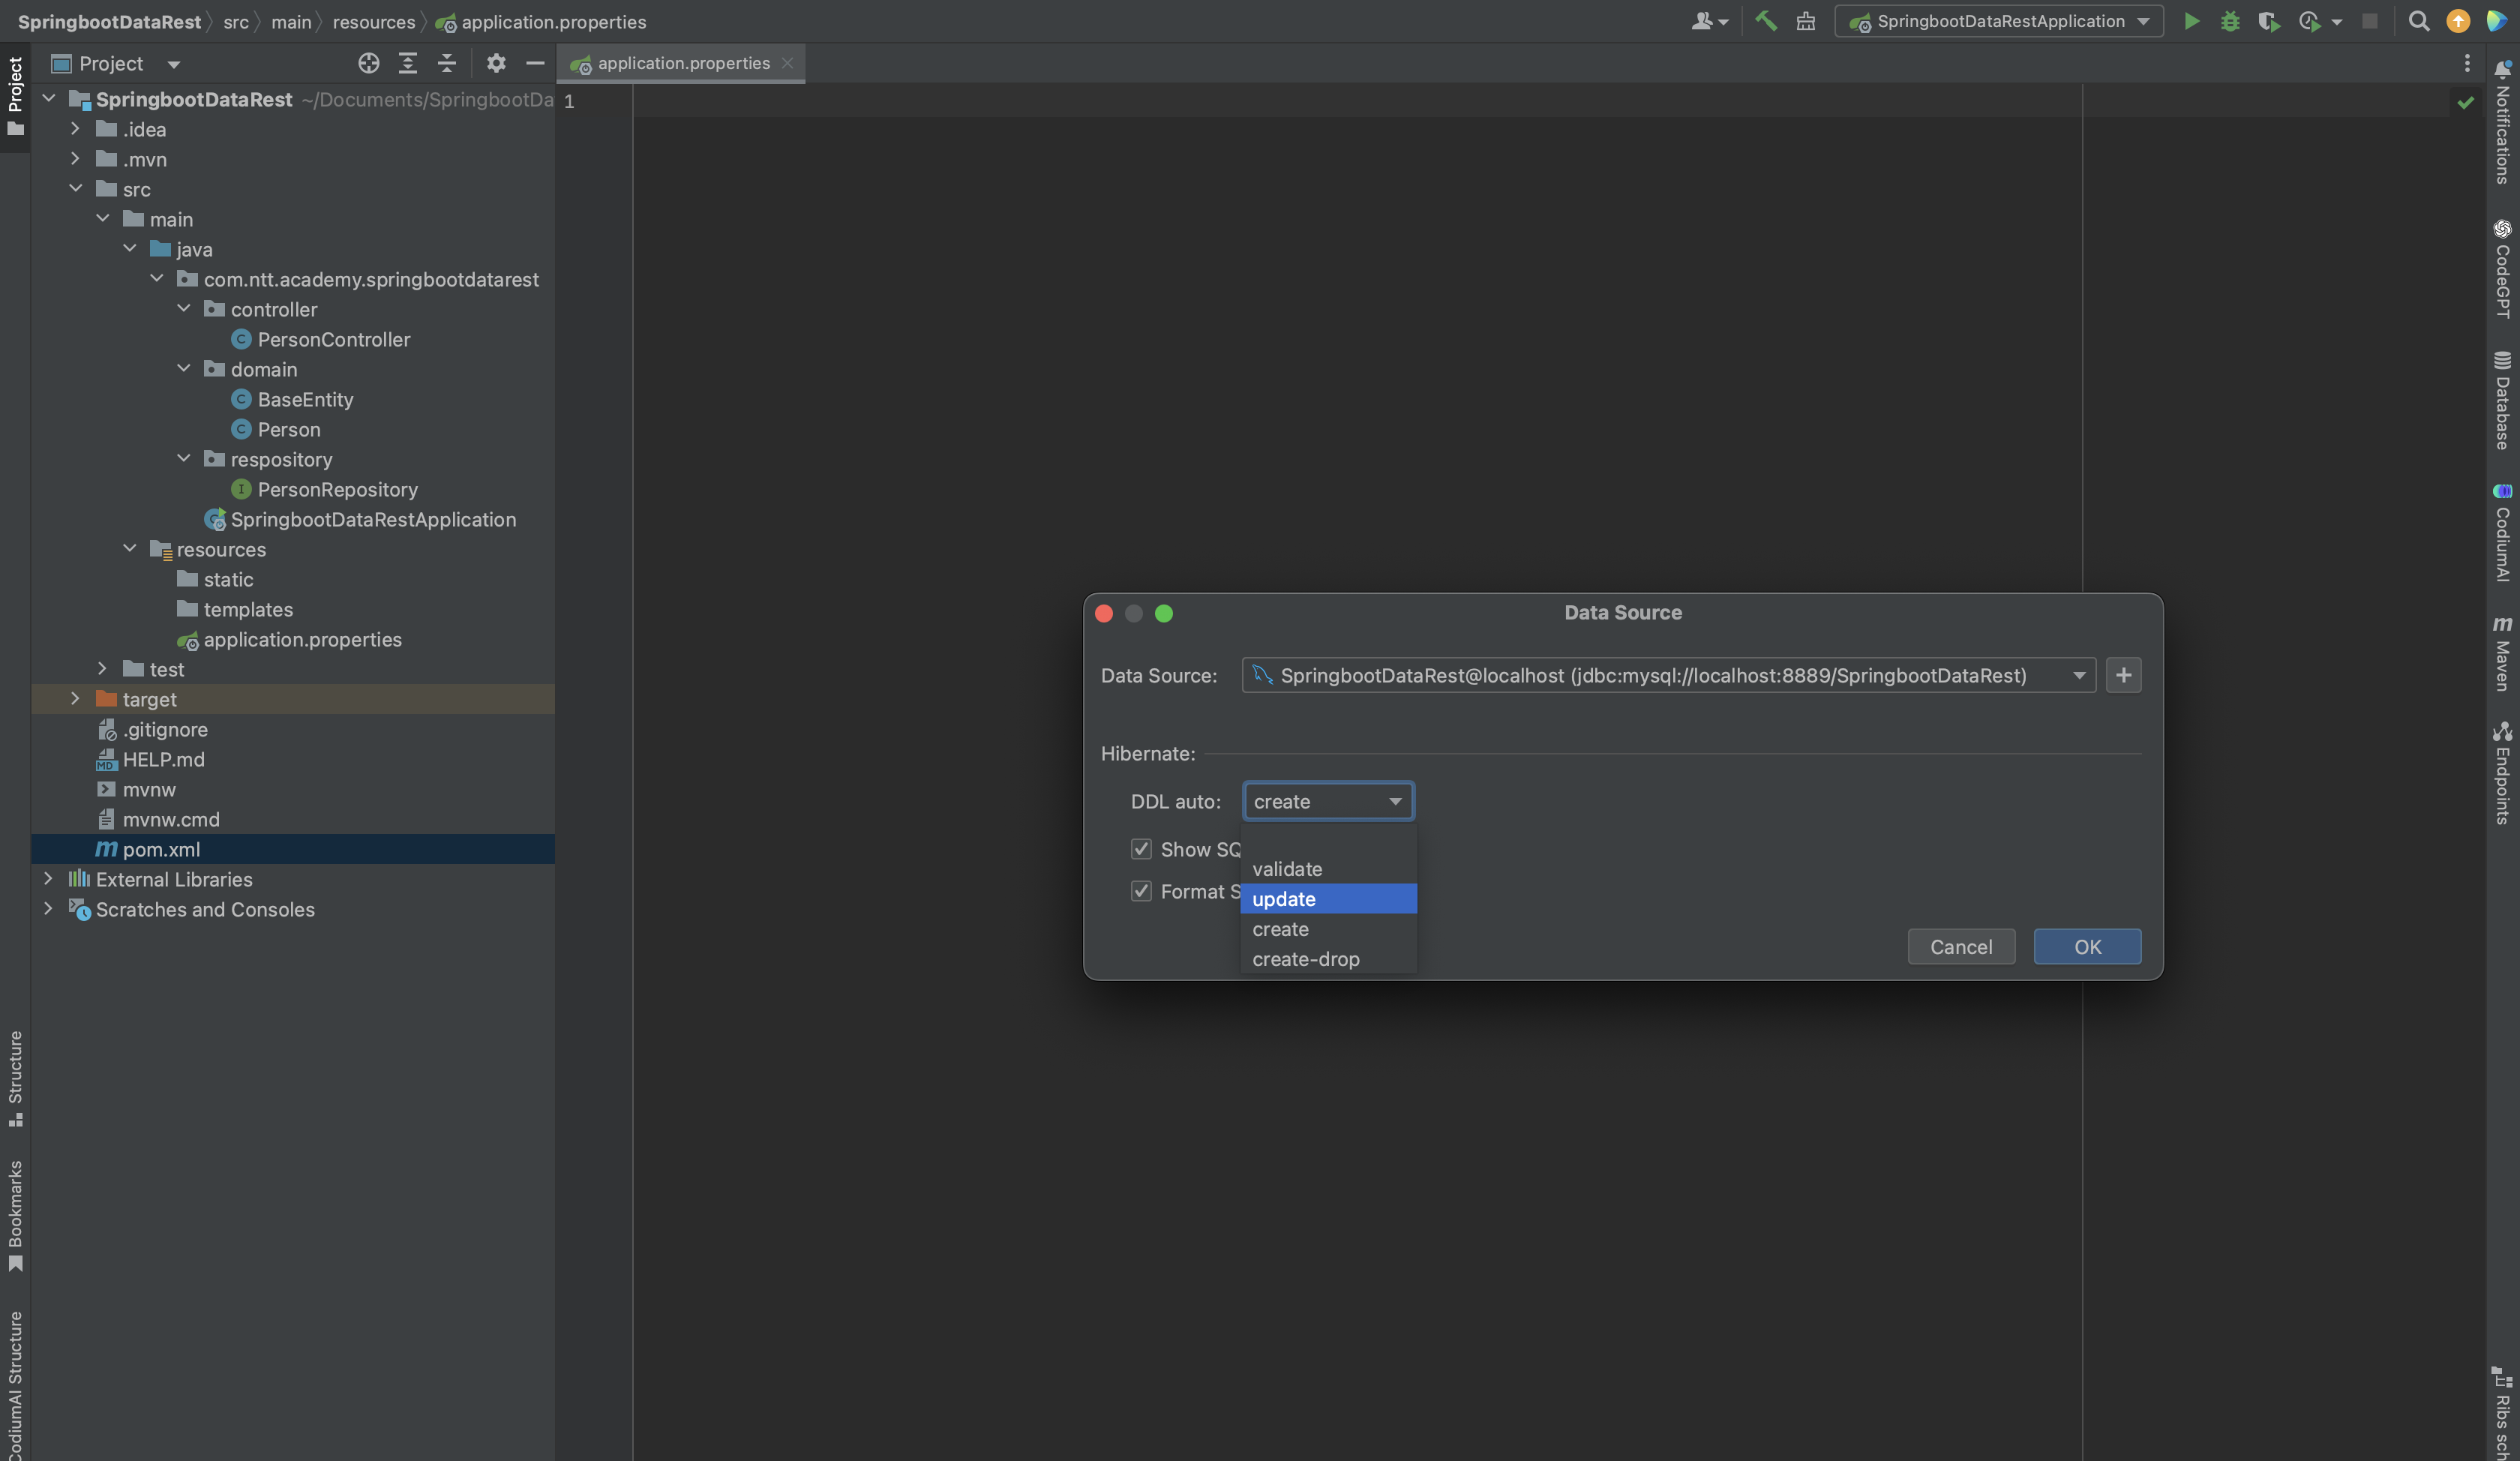 SpringbootDataRest src main resources application.properties
SpringbootDataRestApplication
Project
application.properties
Project
SpringbootDataRest ~/Documents/SpringbootDa
.idea
.mvn
src
main
java
com.ntt.academy.springbootdatarest
controller
PersonController
domain
BaseEntity
Person
respository
PersonRepository
SpringbootDataRestApplication
resources
static
templates
application.properties
test
target
.gitignore
HELP.md
mvnw
mvnw.cmd
pom.xml
External Libraries
Scratches and Consoles
Structure
Bookmarks
CodiumAI Structure
1
Data Source
Data Source: SpringbootDataRest@localhost (jdbc:mysql://localhost:8889/SpringbootDataRest)
Hibernate:
DDL auto: create
Show SQ
validate
Format S
update
create
create-drop
Cancel OK
Notifications
CodeGPT
Database
CodiumAI
Maven
Endpoints
Ribs sch